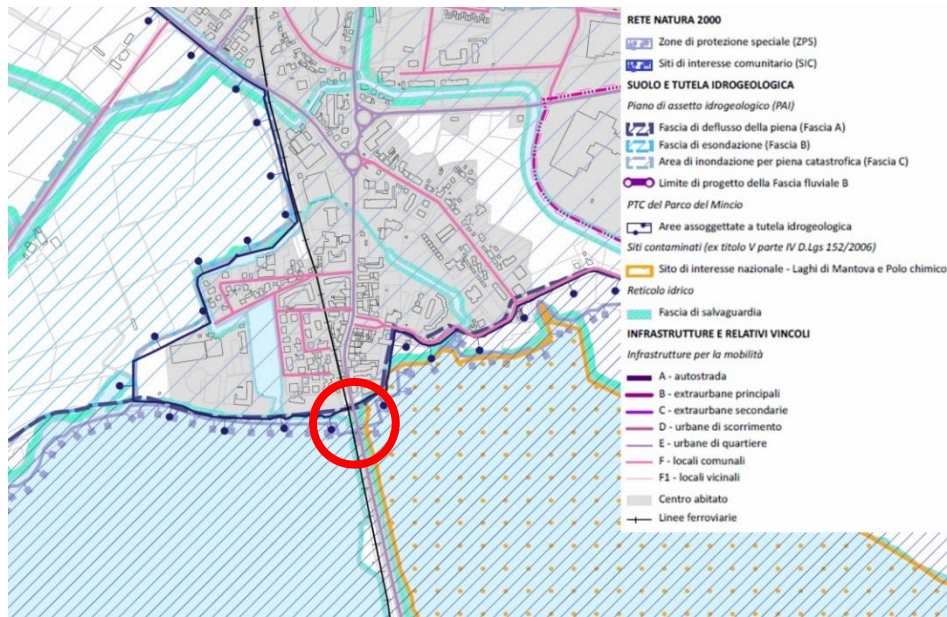 RETE NATURA 2000
Zone di protezione speciale (ZPS)
Siti di interesse comunitario (SIC)
SUOLO E TUTELA IDROGEOLOGICA
Piano di assetto idrogeologico (PAI)
Fascia di deflusso della piena (Fascia A)
Fascia di esondazione (Fascia B)
Area di inondazione per piena catastrofica (Fascia C)
Limite di progetto della Fascia fluviale B
PTC del Parco del Mincio
Aree assoggettate a tutela idrogeologica
Siti contaminati (ex titolo V parte IV D.Lgs 152/2006)
Sito di interesse nazionale - Laghi di Mantova e Polo chimico
Reticolo idrico
Fascia di salvaguardia
INFRASTRUTTURE E RELATIVI VINCOLI
Infrastrutture per la mobilità
A - autostrada
B - extraurbane principali
C - extraurbane secondarie
D - urbane di scorrimento
E - urbane di quartiere
F - locali comunali
F1 - locali vicinali
Centro abitato
Linee ferroviarie